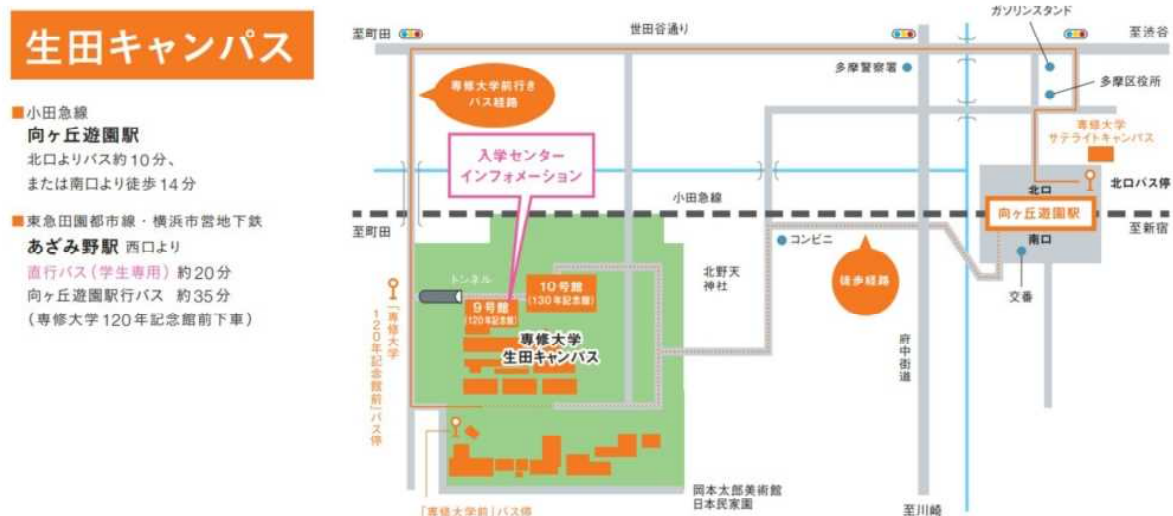 生田キャンパス
■小田急線
向ヶ丘遊園駅
北口よりバス約10分、
または南口より徒歩14分
■東急田園都市線・横浜市営地下鉄
あざみ野駅 西口より
直行バス(学生専用) 約20分
向ヶ丘遊園駅行バス 約35分
(専修大学120年記念館前下車)
ガソリンスタンド
至町田
世田谷通り
至渋谷
多摩警察署
多摩区役所
専修大学前行き
バス経路
専修大学
サテライトキャンパス
入学センター
インフォメーション
北口
北口バス停
小田急線
向ヶ丘遊園駅
至町田
至新宿
南口
コンビニ
交番
徒歩経路
北野天
神社
トンネル
10号館
(130年記念館)
9号館
(120年記念館)
専修大学
生田キャンパス
「専修大学
120年記念館前」バス停
府中街道
岡本太郎美術館
日本民家園
「専修大学前」バス停
至川崎